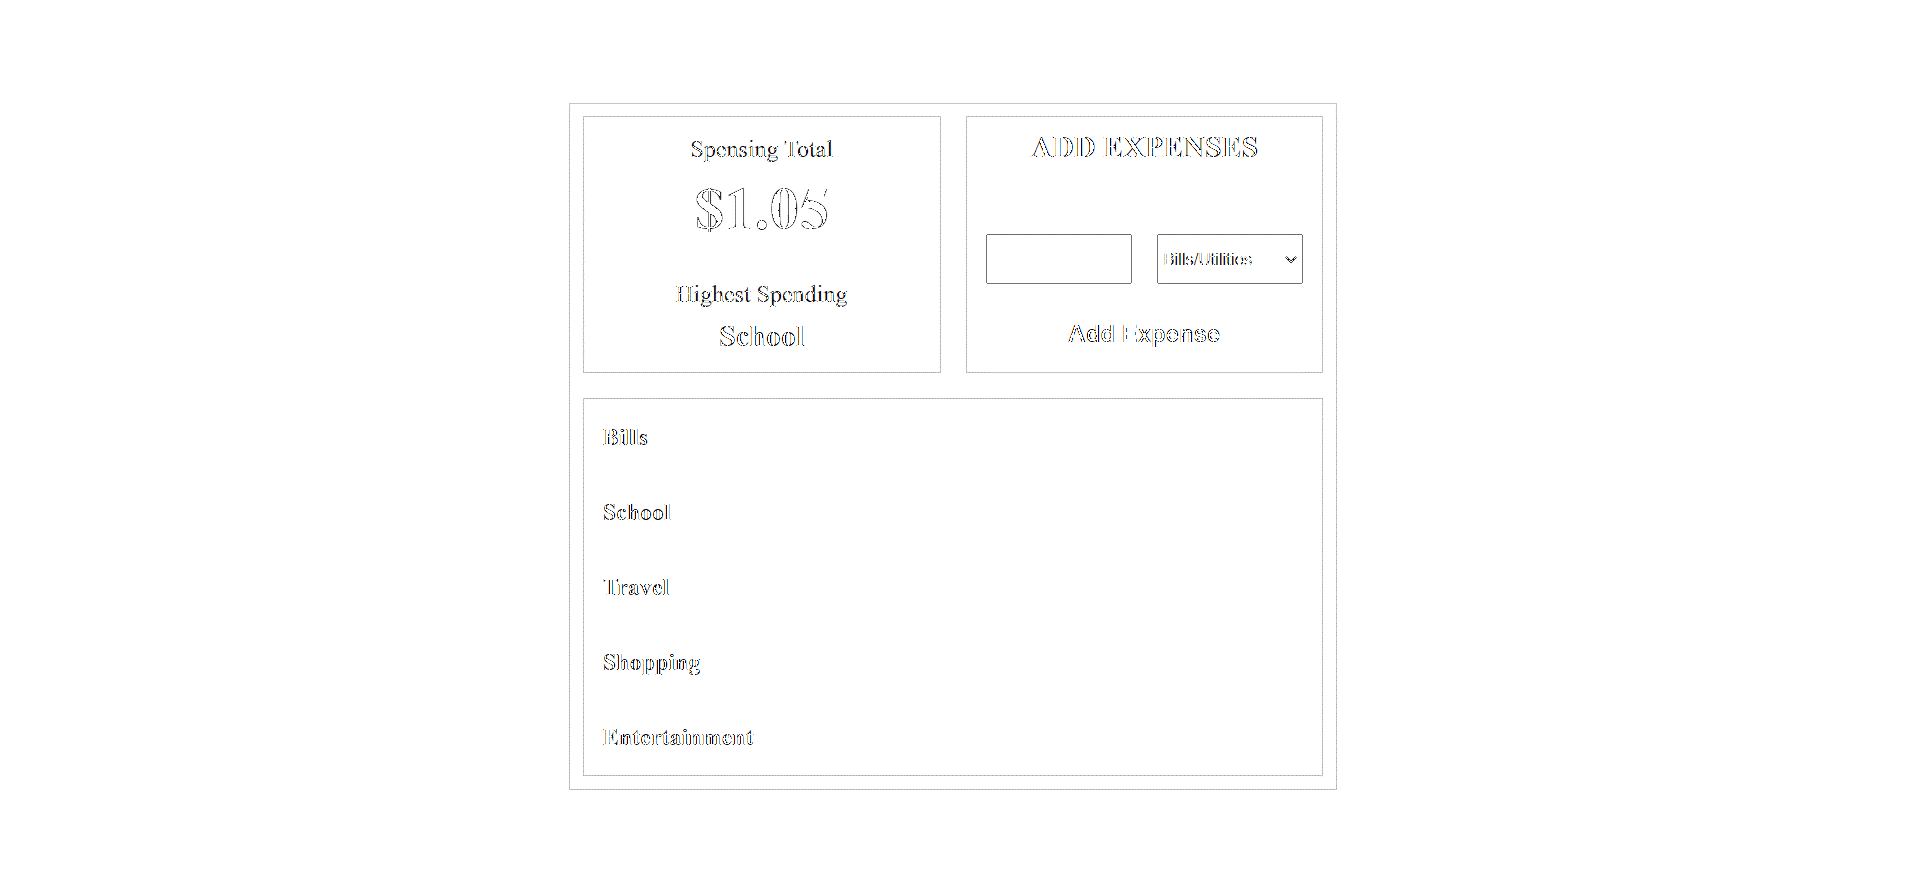 Spensing Total
$1.05
Highest Spending
School
ADD EXPENSES
Bills/Utilities
Add Expense
Bills
School
Travel
Shopping
Entertainment